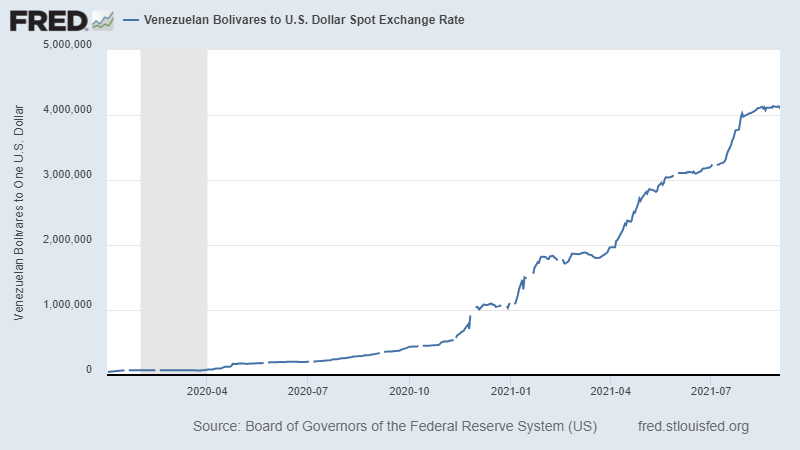 FRED
Venezuelan Bolivares to U.S. Dollar Spot Exchange Rate
Venezuelan Bolivares to One U.S. Dollar
5,000,000
4,000,000
3,000,000
2,000,000
1,000,000
0
2020-04 2020-07 2020-10 2021-01 2021-04 2021-07
Source: Board of Governors of the Federal Reserve System (US) fred.stlouisfed.org